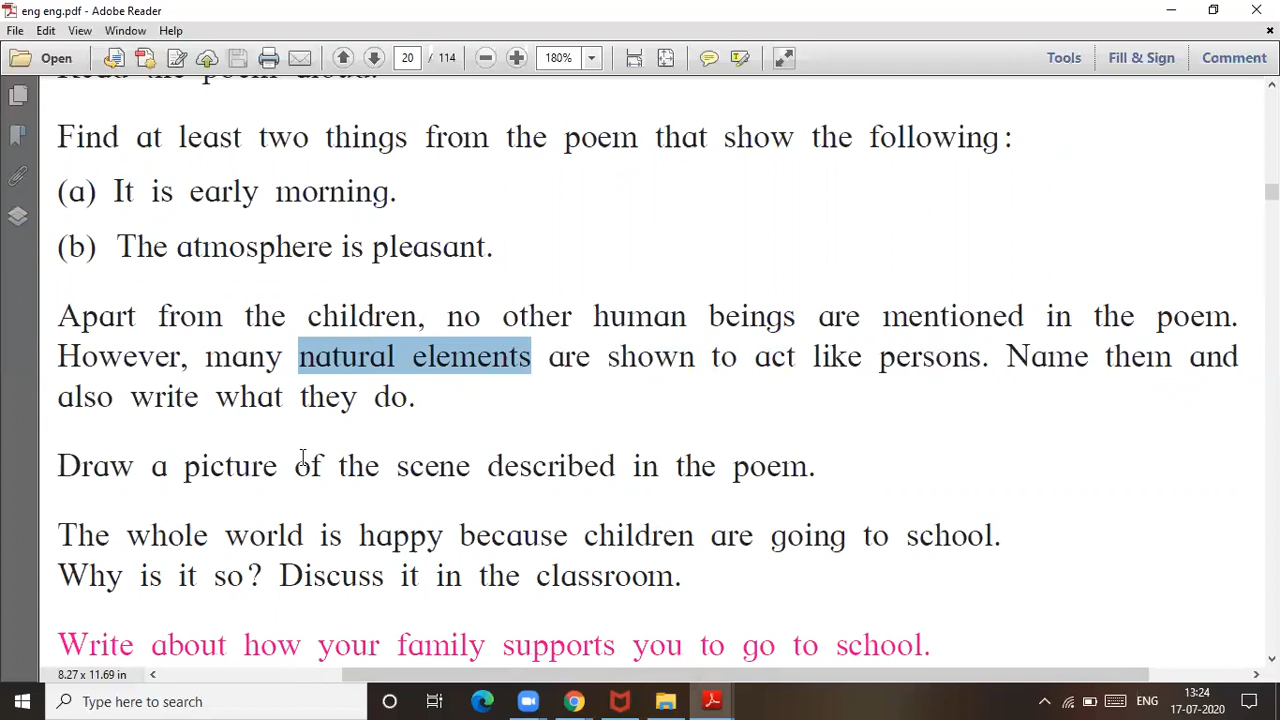 eng eng.pdf - Adobe Reader
File Edit View Window Help
Open 20 / 114 180% Tools Fill & Sign Comment
Read the poem aloud.
Find at least two things from the poem that show the following:
(a) It is early morning.
(b) The atmosphere is pleasant.
Apart from the children, no other human beings are mentioned in the poem.
However, many natural elements are shown to act like persons. Name them and
also write what they do.
Draw a picture of the scene described in the poem.
The whole world is happy because children are going to school.
Why is it so? Discuss it in the classroom.
Write about how your family supports you to go to school.
8.27 x 11.69 in
Type here to search ENG 13:24
17-07-2020